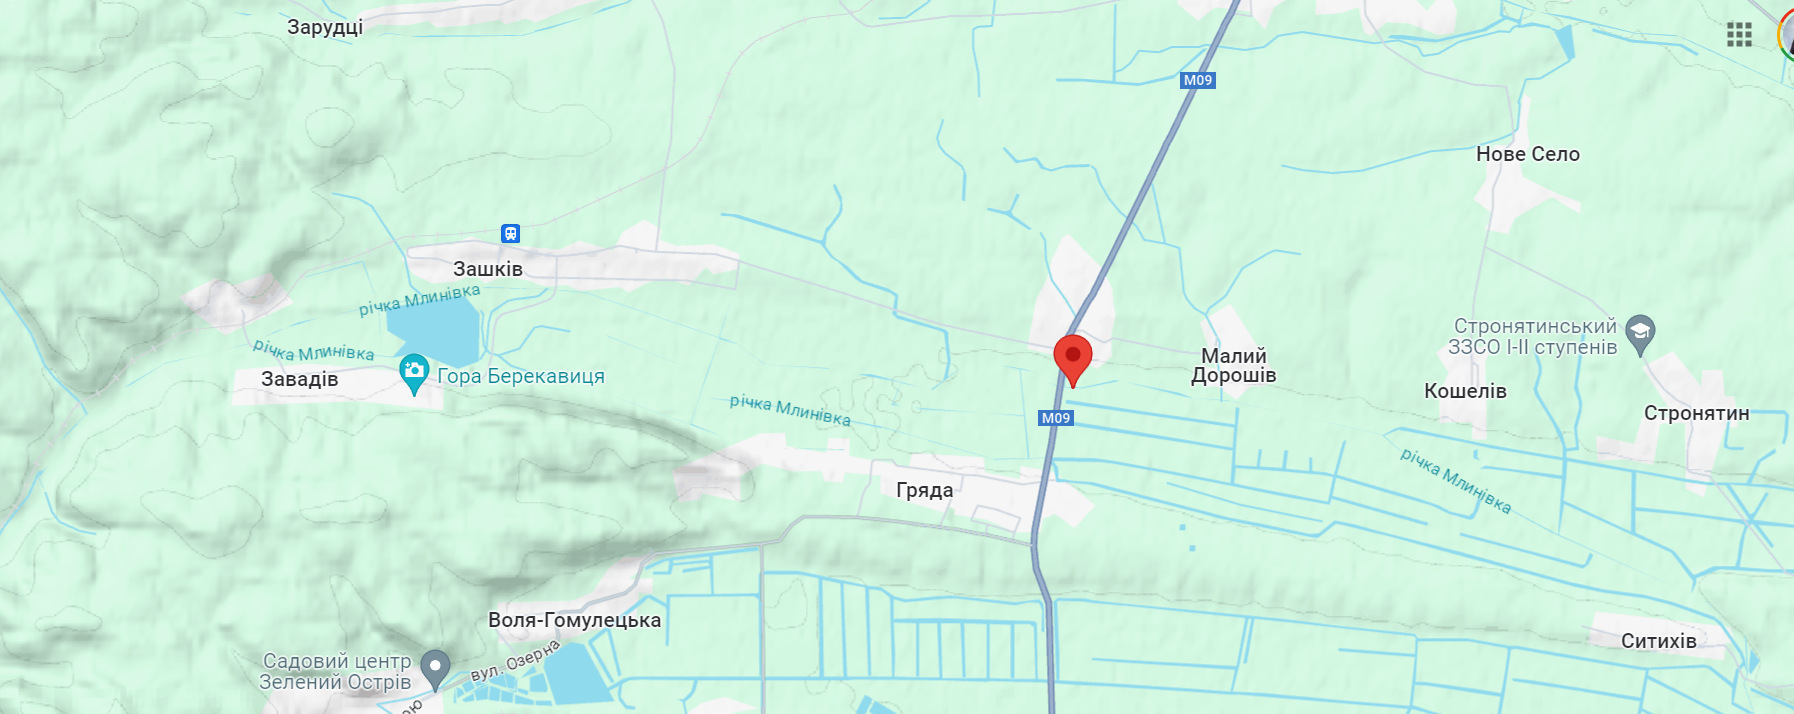 Зарудці
M09
Нове Село
Зашків
річка Млинівка
Стронятинський
ЗЗСО І-ІІ ступенів
річка Млинівка
Малий
Дорошів
Завадів
Гора Берекавиця
Кошелів
річка Млинівка
M09
Стронятин
річка Млинівка
Гряда
Воля-Гомулецька
Ситихів
Садовий центр
Зелений Острів
вул. Озерна